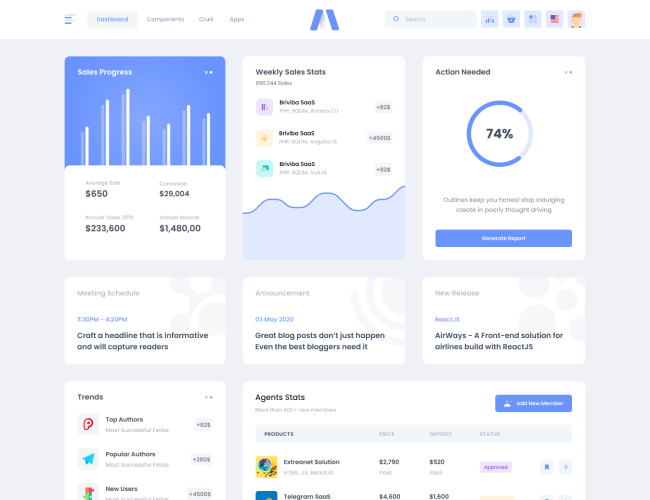 Dashboard Components Crud Apps Search
Sales Progress
Avarage Sale Comission
$650 $29,004
Annual Taxes 2019 Annual Income
$233,600 $1,480,00
Weekly Sales Stats
890,344 Sales
Briviba SaaS
PHP, SQLite, Artisan CLI
+82$
Briviba SaaS
PHP, SQLite, AngularJS
+4500$
Briviba SaaS
PHP, SQLite, VueJS
+82$
Action Needed
74%
Outlines keep you honest stop indulging
create in poorly thought driving
Generate Report
Meeting Schedule
3:30PM - 4:20PM
Craft a headline that is informative
and will capture readers
Announcement
03 May 2020
Great blog posts don't just happen
Even the best bloggers need it
New Release
ReactJS
AirWays - A Front-end solution for
airlines build with ReactJS
Trends
Top Authors
Most Successful Fellas
+82$
Popular Authors
Most Successful Fellas
+280$
New Users
Most Successful Fellas
+4500$
Agents Stats
More than 400+ new members
Add New Member
PRODUCTS PRICE DEPOSIT STATUS
Extreanet Solution $2,790 $520 Approved
HTML, JS, ReactJS Paid Paid
Telegram SaaS $4,600 $1,600